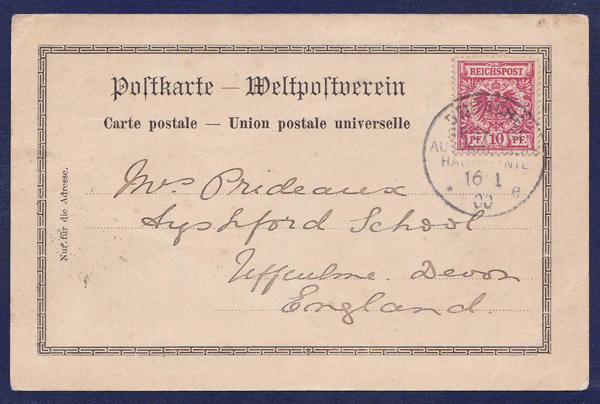 Postkarte — Weltpostverein
Carte postale — Union postale universelle
REICHSPOST
PF 10 PF
16 1
00
* e
Mrs Prideaux
Ayshford School
Uffculme. Devon
England.
Nur für die Adresse.